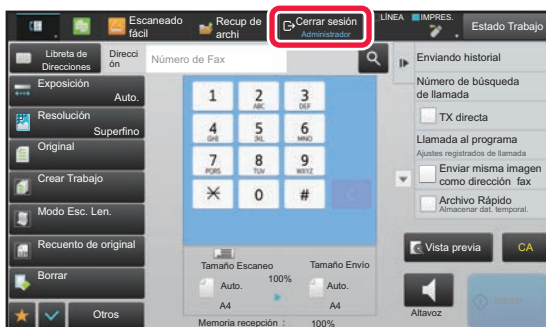 Escaneado fácil
Recup de archi
Cerrar sesión
Administrador
LÍNEA
IMPRES.
Estado Trabajo
Libreta de Direcciones
Direcci ón
Número de Fax
Exposición
Auto.
Resolución
Superfino
Original
Crear Trabajo
Modo Esc. Len.
Recuento de original
Borrar
Otros
1
2 ABC
3 DEF
4 GHI
5 JKL
6 MNO
7 PQRS
8 TUV
9 WXYZ
0
#
C
Tamaño Escaneo
Tamaño Envío
Auto.
100%
Auto.
A4
A4
Memoria recepción : 100%
Enviando historial
Número de búsqueda de llamada
TX directa
Llamada al programa
Ajustes registrados de llamada
Enviar misma imagen como dirección fax
Archivo Rápido
Almacenar dat. temporal.
Vista previa
CA
Altavoz
Iniciar